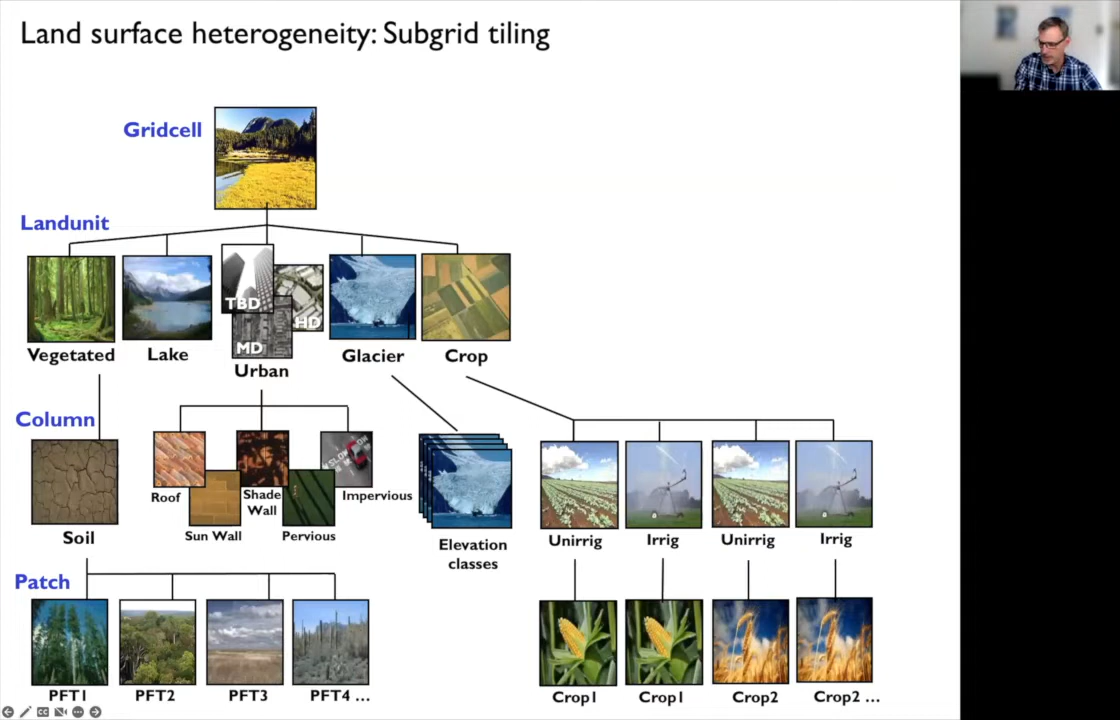 Land surface heterogeneity: Subgrid tiling
Gridcell
Landunit
TBD
HD
MD
Vegetated
Lake
Urban
Glacier
Crop
Column
SLOW
Roof
Sun Wall
Shade
Wall
Pervious
Impervious
Soil
Elevation
classes
Unirrig
Irrig
Unirrig
Irrig
Patch
PFT1
PFT2
PFT3
PFT4 ...
Crop1
Crop1
Crop2
Crop2 ...
CC